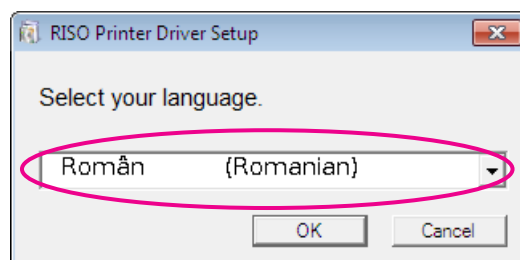 RISO Printer Driver Setup
Select your language.
Român (Romanian)
OK Cancel